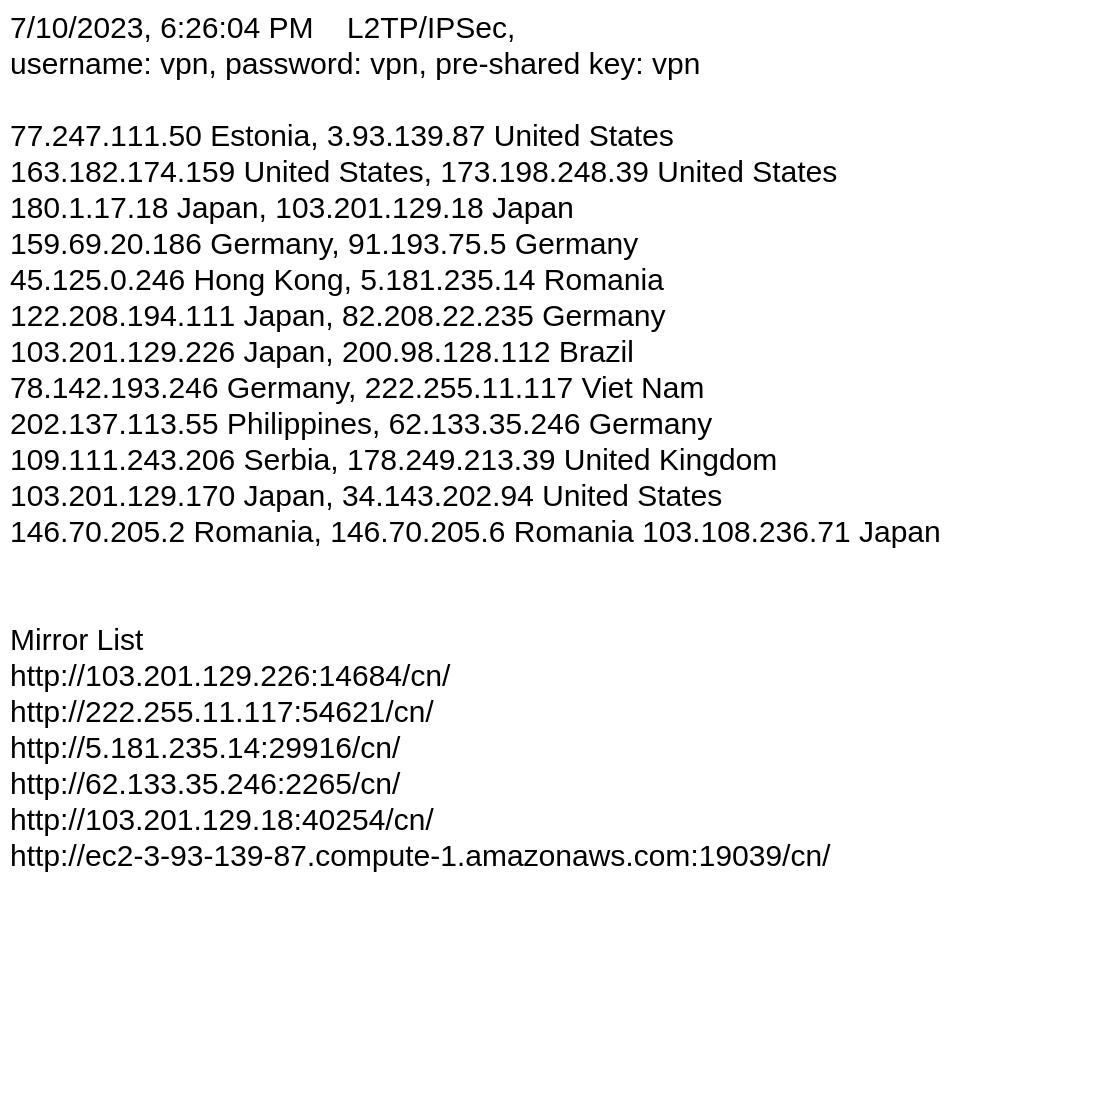 7/10/2023, 6:26:04 PM    L2TP/IPSec,
username: vpn, password: vpn, pre-shared key: vpn
77.247.111.50 Estonia, 3.93.139.87 United States
163.182.174.159 United States, 173.198.248.39 United States
180.1.17.18 Japan, 103.201.129.18 Japan
159.69.20.186 Germany, 91.193.75.5 Germany
45.125.0.246 Hong Kong, 5.181.235.14 Romania
122.208.194.111 Japan, 82.208.22.235 Germany
103.201.129.226 Japan, 200.98.128.112 Brazil
78.142.193.246 Germany, 222.255.11.117 Viet Nam
202.137.113.55 Philippines, 62.133.35.246 Germany
109.111.243.206 Serbia, 178.249.213.39 United Kingdom
103.201.129.170 Japan, 34.143.202.94 United States
146.70.205.2 Romania, 146.70.205.6 Romania 103.108.236.71 Japan
Mirror List
http://103.201.129.226:14684/cn/
http://222.255.11.117:54621/cn/
http://5.181.235.14:29916/cn/
http://62.133.35.246:2265/cn/
http://103.201.129.18:40254/cn/
http://ec2-3-93-139-87.compute-1.amazonaws.com:19039/cn/